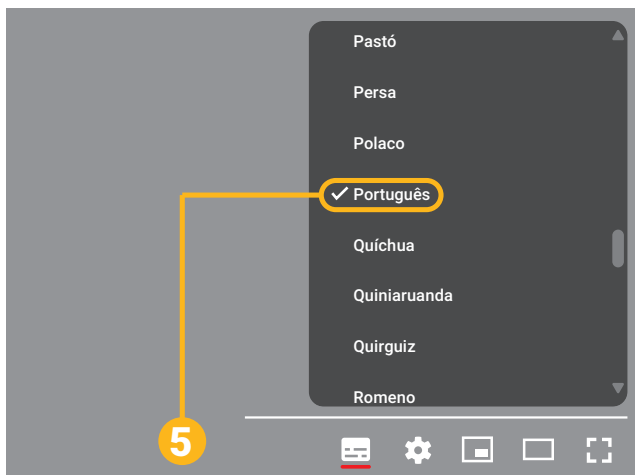 Pastó
Persa
Polaco
Português
Quíchua
Quiniaruanda
Quirguiz
Romeno
5